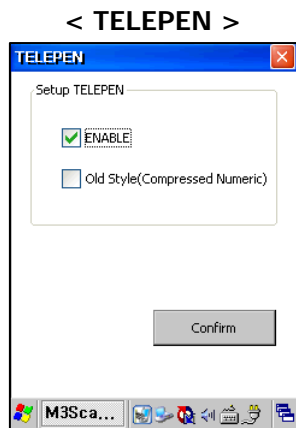 < TELEPEN >
TELEPEN
Setup TELEPEN
ENABLE
Old Style(Compressed Numeric)
Confirm
M3Sca...